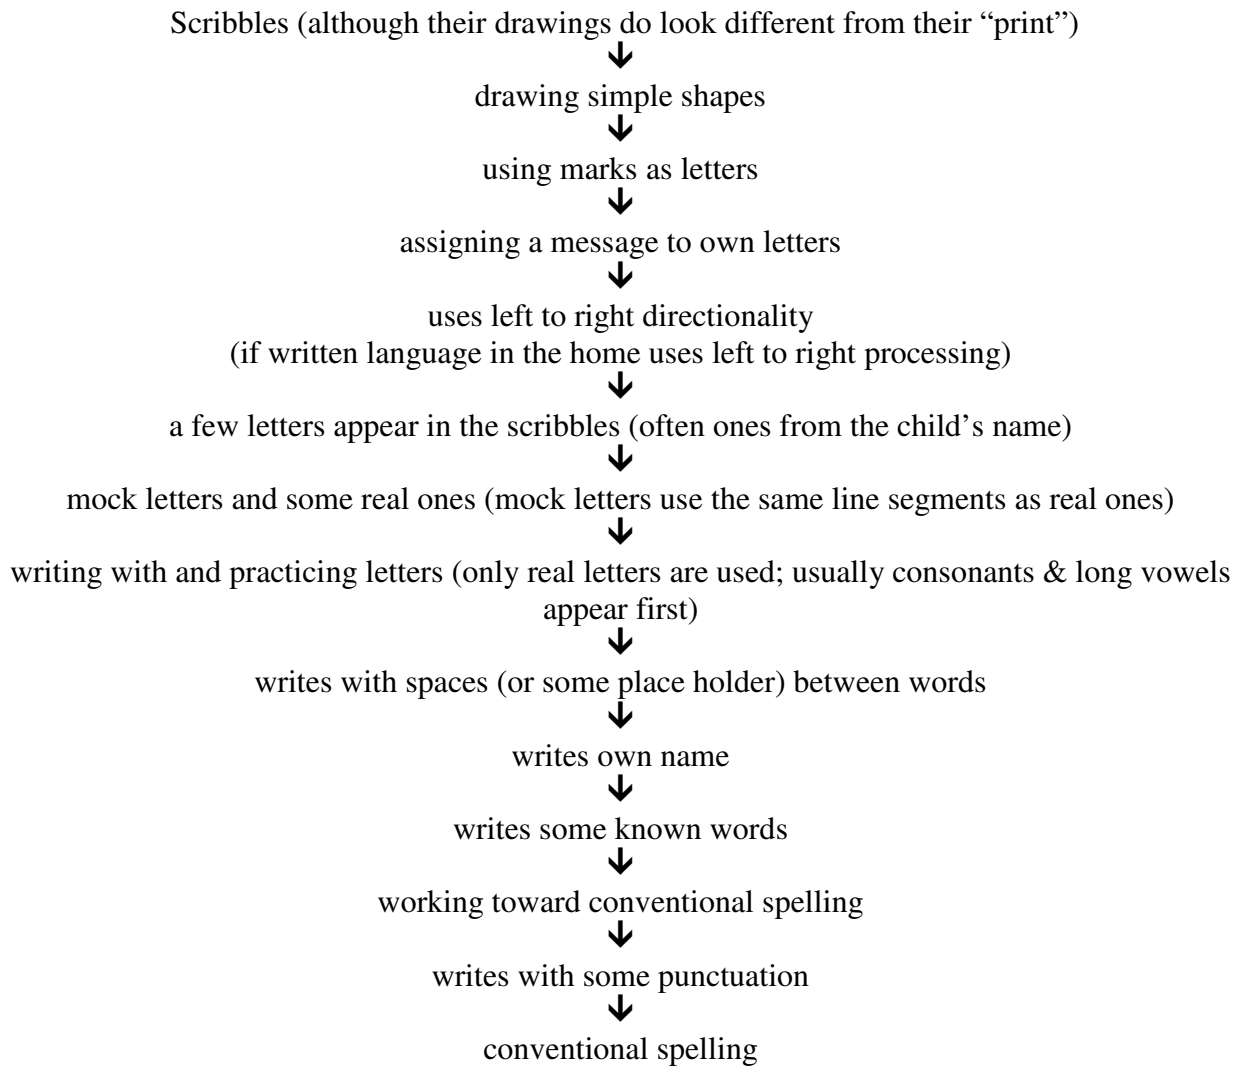 Scribbles (although their drawings do look different from their “print”)
drawing simple shapes
using marks as letters
assigning a message to own letters
uses left to right directionality
(if written language in the home uses left to right processing)
a few letters appear in the scribbles (often ones from the child’s name)
mock letters and some real ones (mock letters use the same line segments as real ones)
writing with and practicing letters (only real letters are used; usually consonants & long vowels
appear first)
writes with spaces (or some place holder) between words
writes own name
writes some known words
working toward conventional spelling
writes with some punctuation
conventional spelling